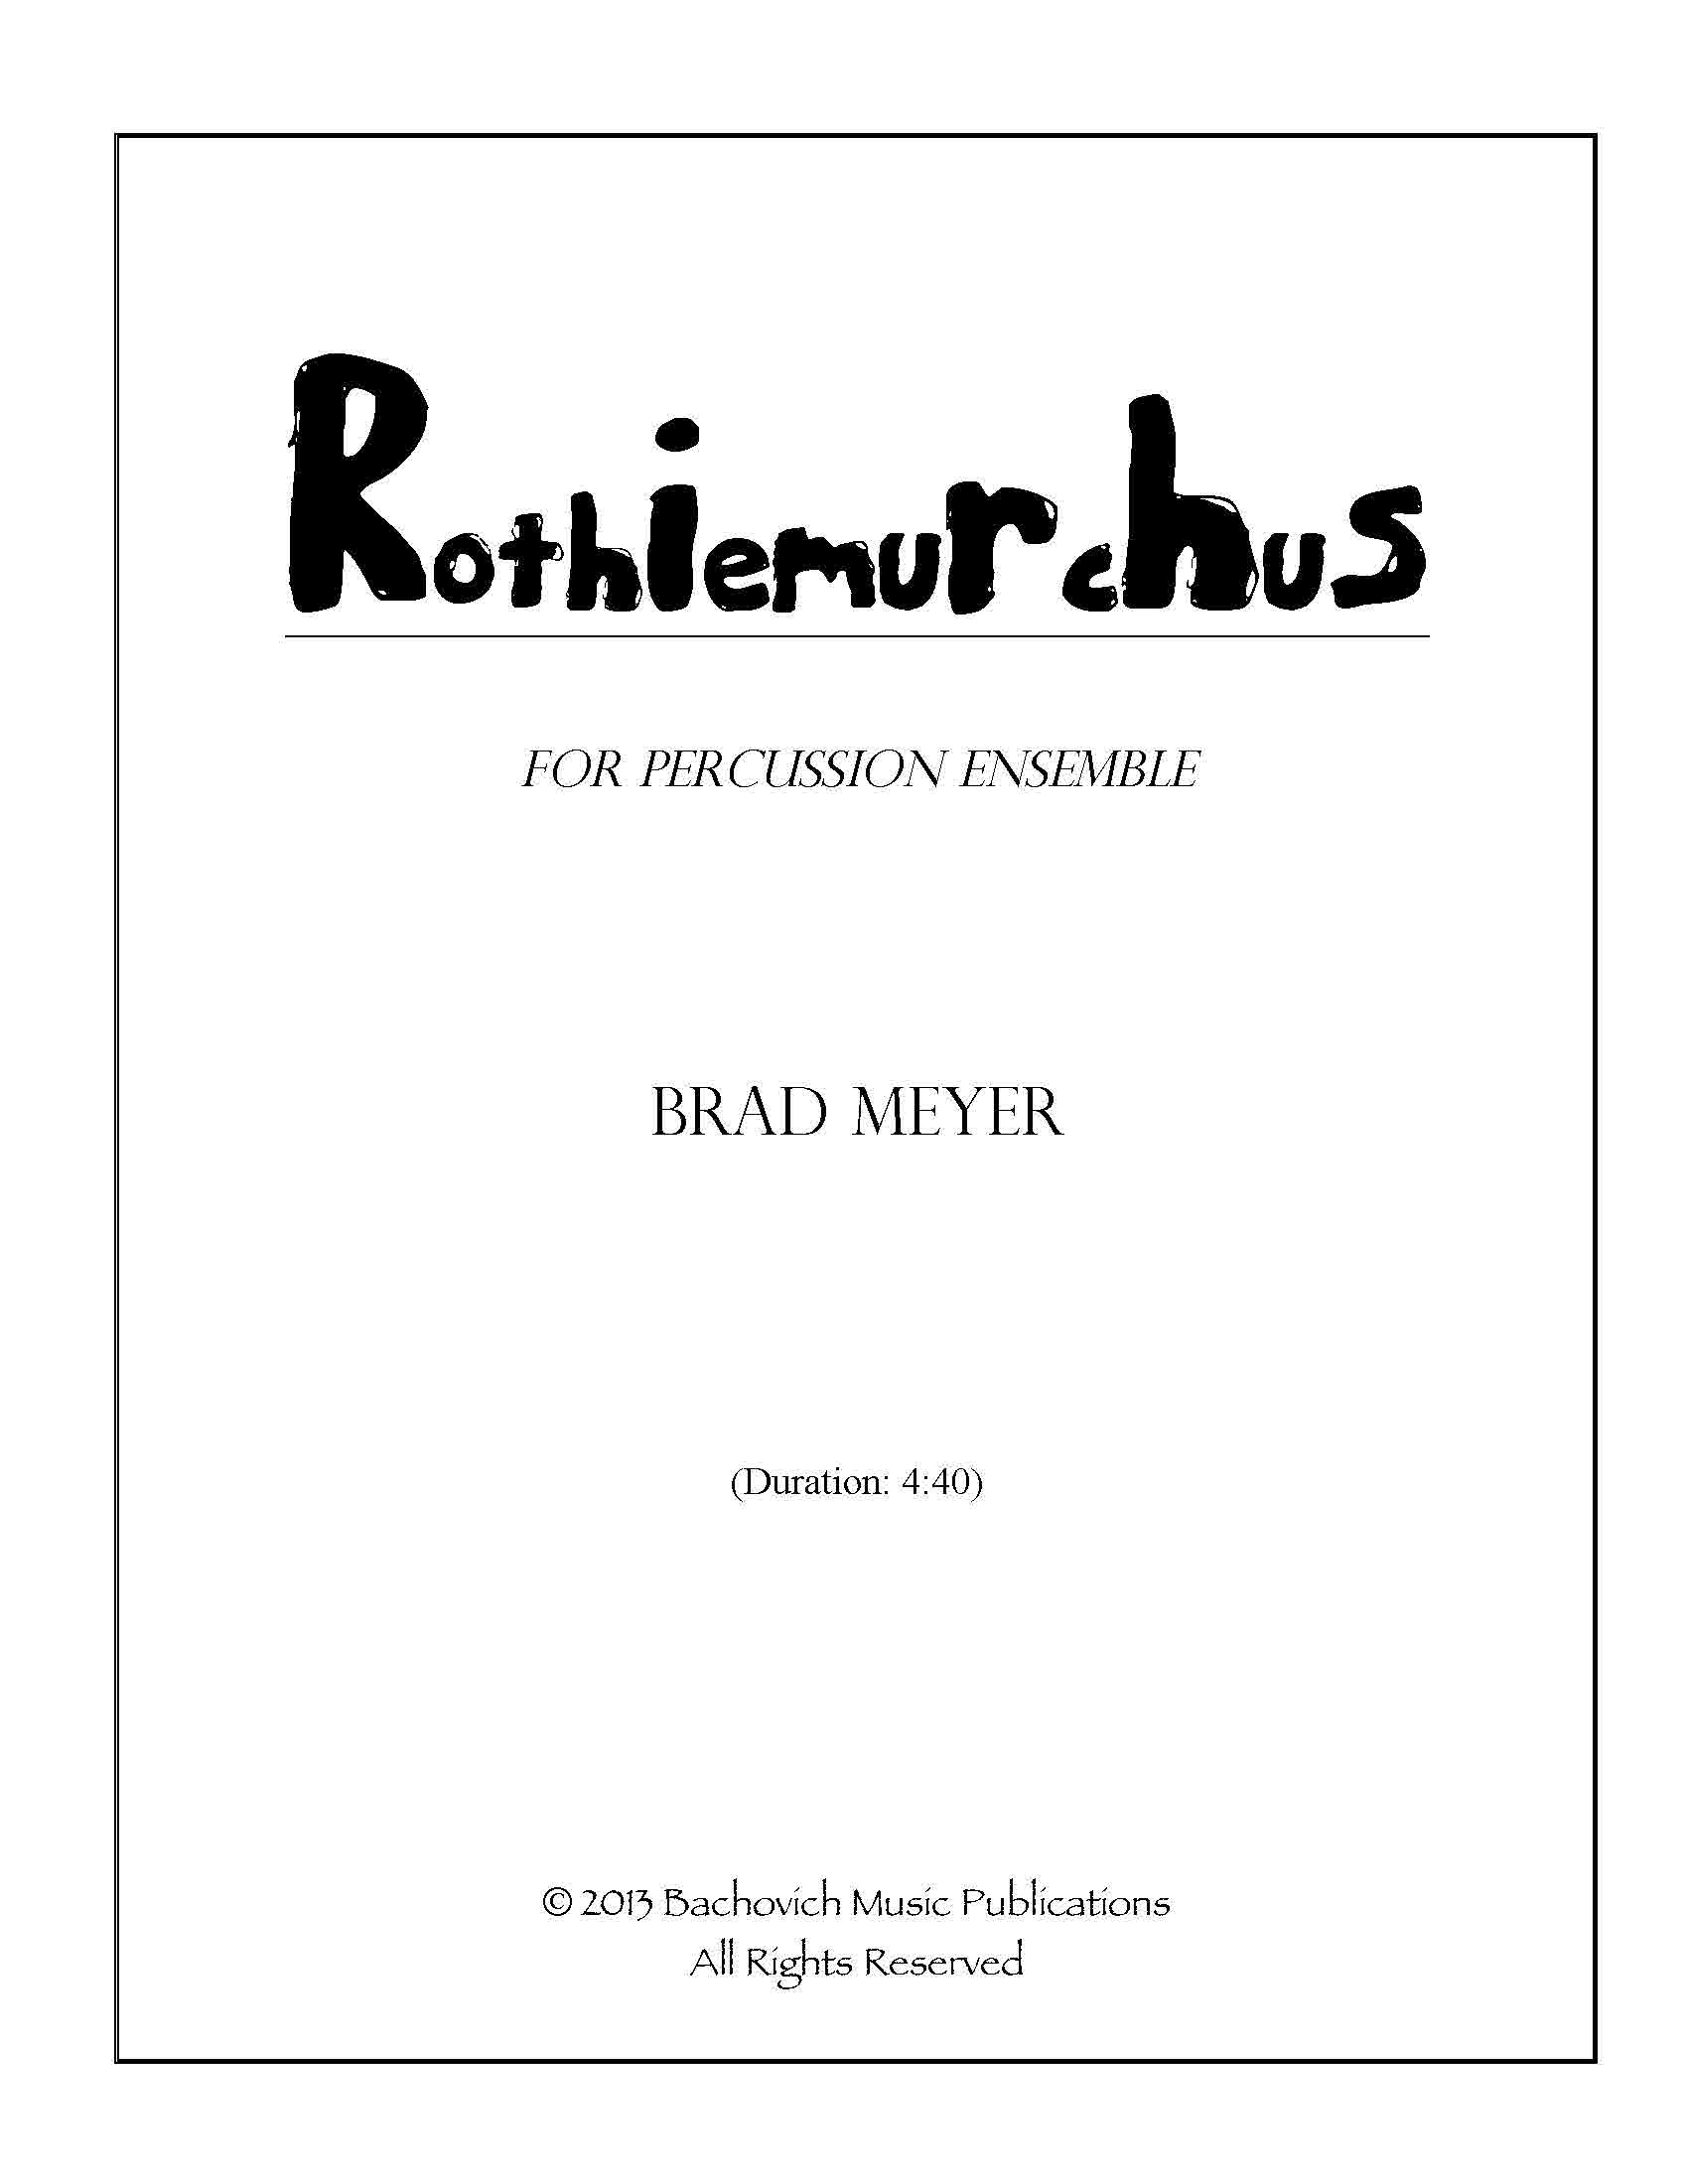 Rothiemurchus
FOR PERCUSSION ENSEMBLE
BRAD MEYER
(Duration: 4:40)
© 2013 Bachovich Music Publications
All Rights Reserved